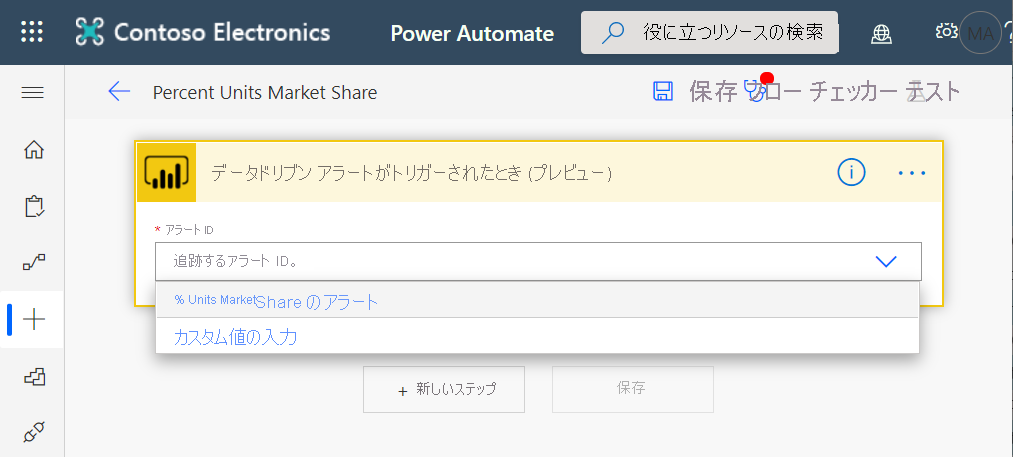 Contoso Electronics Power Automate 役に立つリソースの検索 MA ?
Percent Units Market Share 保存 フロー チェッカー テスト
データドリブン アラートがトリガーされたとき (プレビュー)
* アラート ID
追跡するアラート ID。
% Units Market Share のアラート
カスタム値の入力
+ 新しいステップ 保存